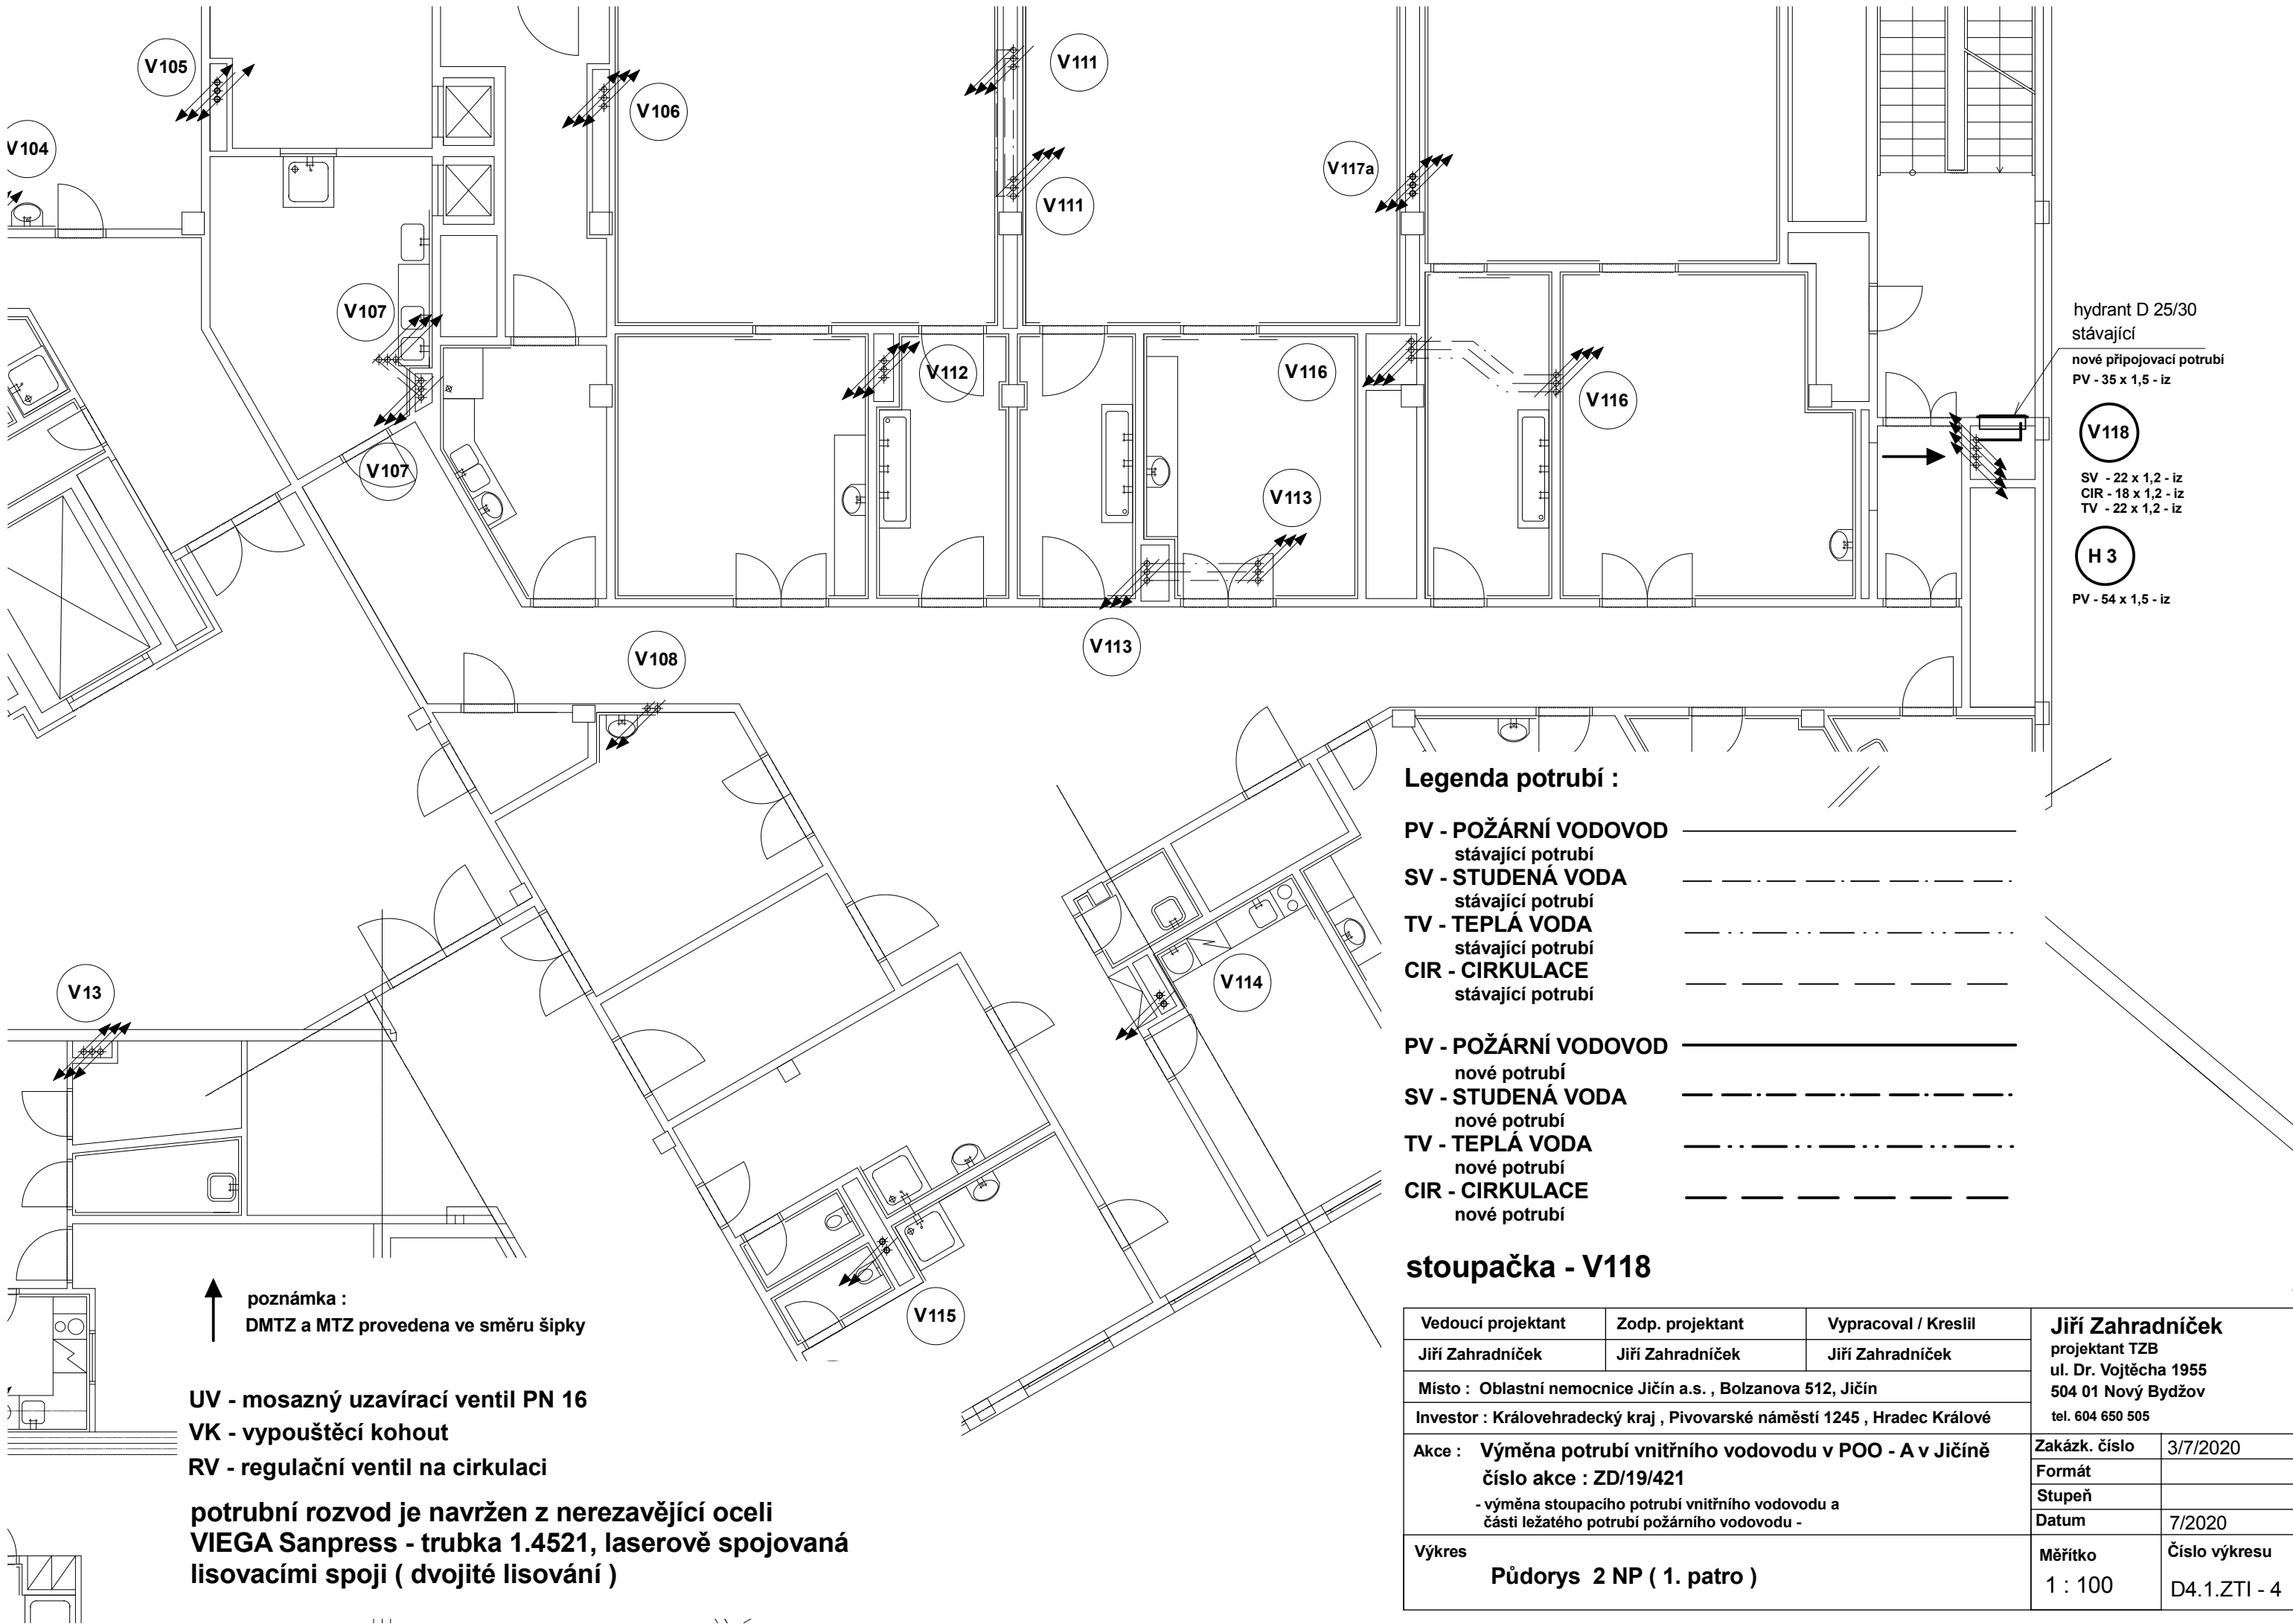 V105
V104
V106
V111
V111
V117a
V107
V107
V112
V116
V116
V113
V113
V108
V13
V114
V115
hydrant D 25/30
stávající
nové připojovací potrubí
PV - 35 x 1,5 - iz
V118
SV - 22 x 1,2 - iz
CIR - 18 x 1,2 - iz
TV - 22 x 1,2 - iz
H 3
PV - 54 x 1,5 - iz
Legenda potrubí :
PV - POŽÁRNÍ VODOVOD
stávající potrubí
SV - STUDENÁ VODA
stávající potrubí
TV - TEPLÁ VODA
stávající potrubí
CIR - CIRKULACE
stávající potrubí
PV - POŽÁRNÍ VODOVOD
nové potrubí
SV - STUDENÁ VODA
nové potrubí
TV - TEPLÁ VODA
nové potrubí
CIR - CIRKULACE
nové potrubí
stoupačka - V118
poznámka :
DMTZ a MTZ provedena ve směru šipky
UV - mosazný uzavírací ventil PN 16
VK - vypouštěcí kohout
RV - regulační ventil na cirkulaci
potrubní rozvod je navržen z nerezavějící oceli
VIEGA Sanpress - trubka 1.4521, laserově spojovaná
lisovacími spoji ( dvojité lisování )
Vedoucí projektant Zodp. projektant Vypracoval / Kreslil
Jiří Zahradníček Jiří Zahradníček Jiří Zahradníček
Místo : Oblastní nemocnice Jičín a.s. , Bolzanova 512, Jičín
Investor : Královehradecký kraj , Pivovarské náměstí 1245 , Hradec Králové
Akce : Výměna potrubí vnitřního vodovodu v POO - A v Jičíně
číslo akce : ZD/19/421
- výměna stoupacího potrubí vnitřního vodovodu a
části ležatého potrubí požárního vodovodu -
Výkres
Půdorys 2 NP ( 1. patro )
Jiří Zahradníček
projektant TZB
ul. Dr. Vojtěcha 1955
504 01 Nový Bydžov
tel. 604 650 505
Zakázk. číslo 3/7/2020
Formát
Stupeň
Datum 7/2020
Měřítko Číslo výkresu
1 : 100 D4.1.ZTI - 4